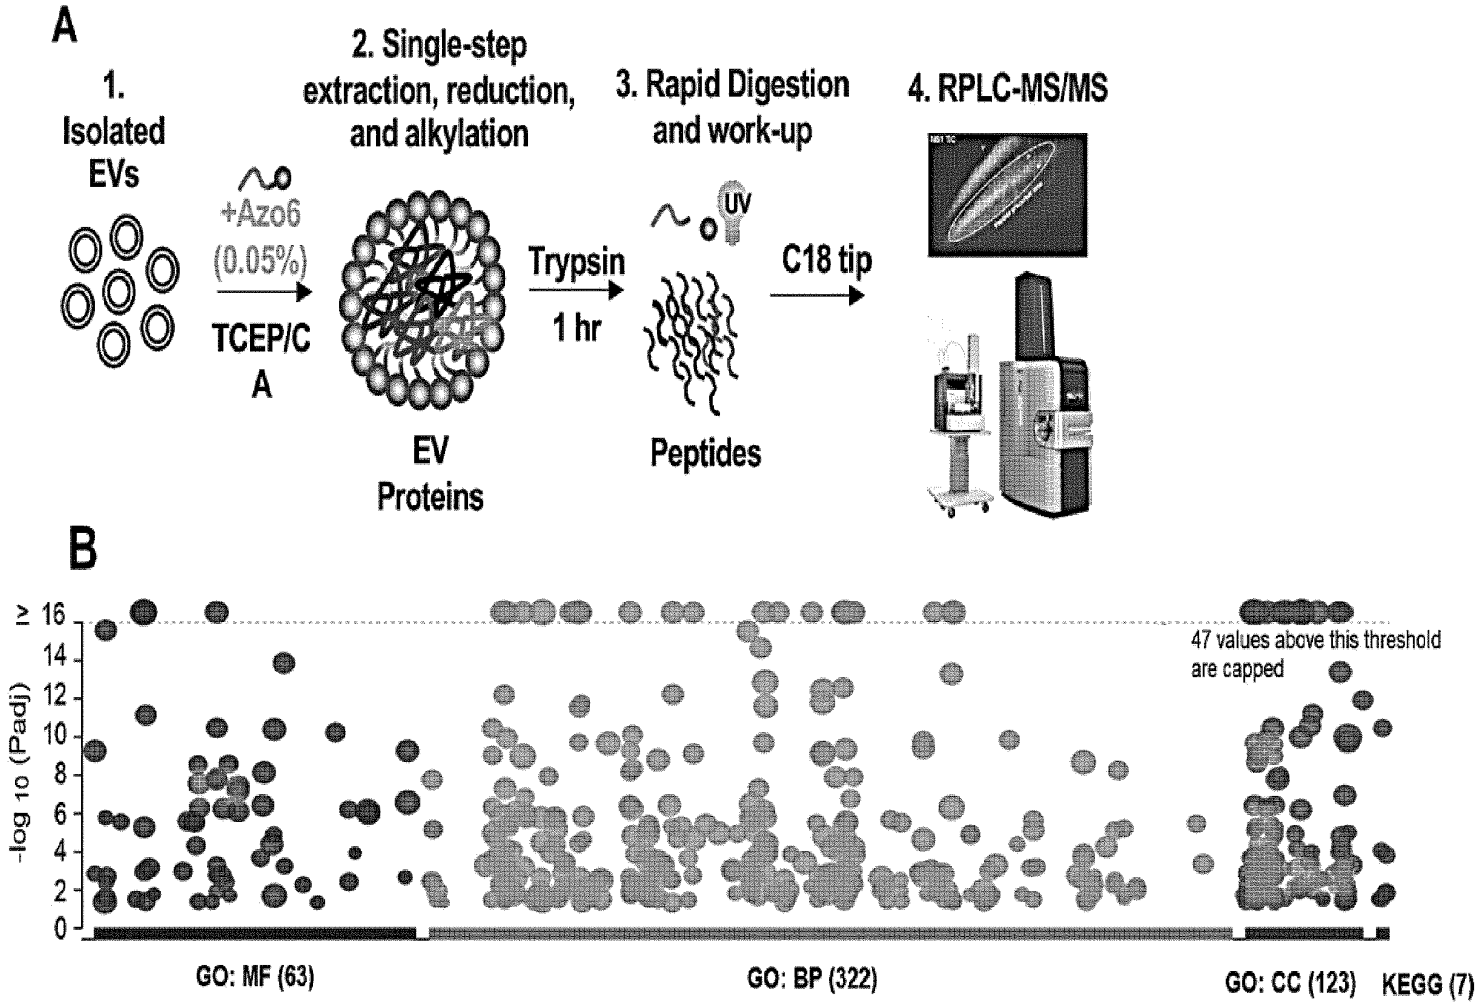 A
1.
Isolated
EVs
+Azo6
(0.05%)
TCEP/C
A
2. Single-step
extraction, reduction,
and alkylation
EV
Proteins
Trypsin
1 hr
3. Rapid Digestion
and work-up
UV
Peptides
C18 tip
4. RPLC-MS/MS
B
-log 10 (Padj)
≥ 16
14
12
10
8
6
4
2
0
47 values above this threshold
are capped
GO: MF (63)
GO: BP (322)
GO: CC (123)
KEGG (7)